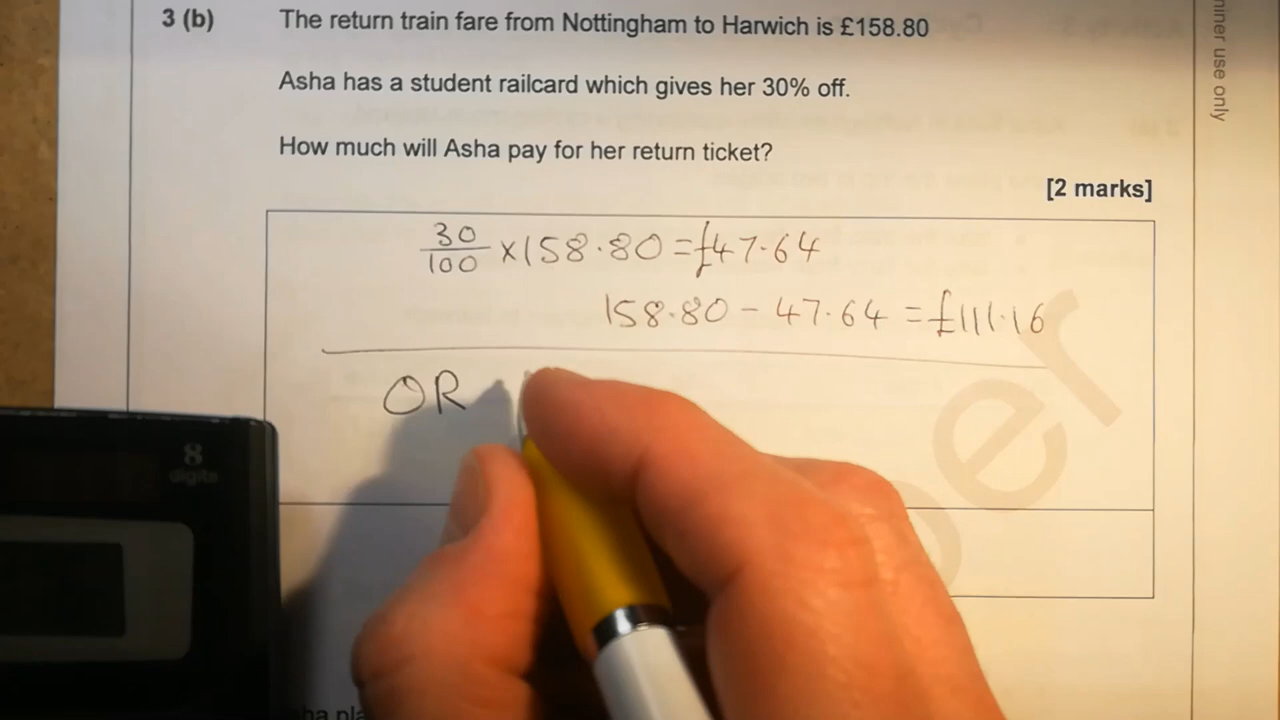 3 (b) The return train fare from Nottingham to Harwich is £158.80
Asha has a student railcard which gives her 30% off.
How much will Asha pay for her return ticket?
[2 marks]
30/100 ×158.80 = £47.64
158.80 - 47.64 = £111.16
OR
8
digits